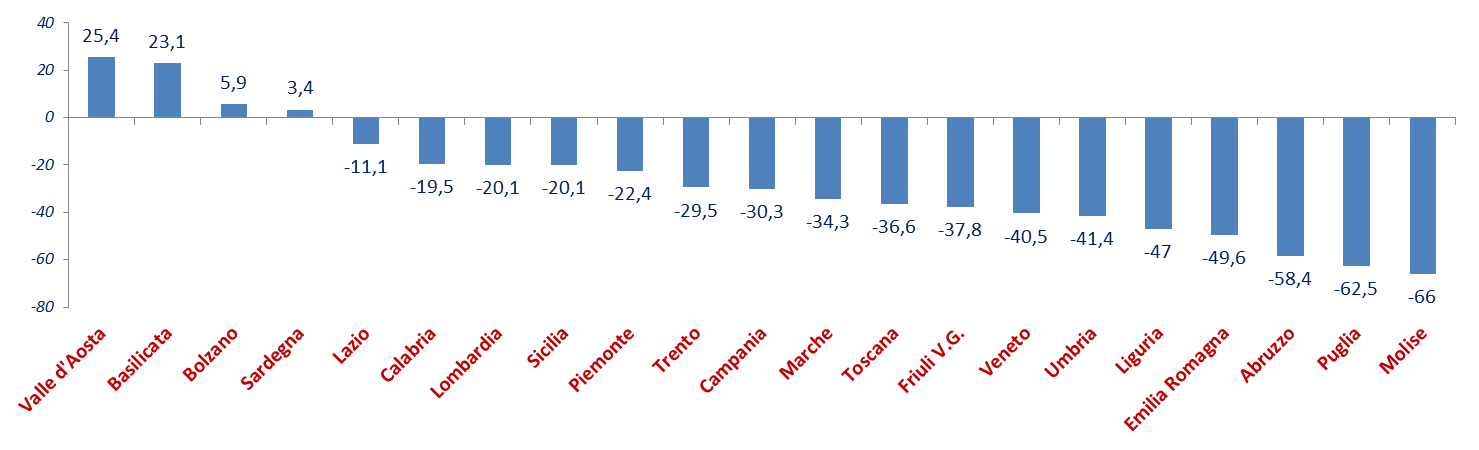 40
20
0
-20
-40
-60
-80
25,4
23,1
5,9
3,4
-11,1
-19,5
-20,1
-20,1
-22,4
-29,5
-30,3
-34,3
-36,6
-37,8
-40,5
-41,4
-47
-49,6
-58,4
-62,5
-66
Valle d'Aosta
Basilicata
Bolzano
Sardegna
Lazio
Calabria
Lombardia
Sicilia
Piemonte
Trento
Campania
Marche
Toscana
Friuli V.G.
Veneto
Umbria
Liguria
Emilia Romagna
Abruzzo
Puglia
Molise